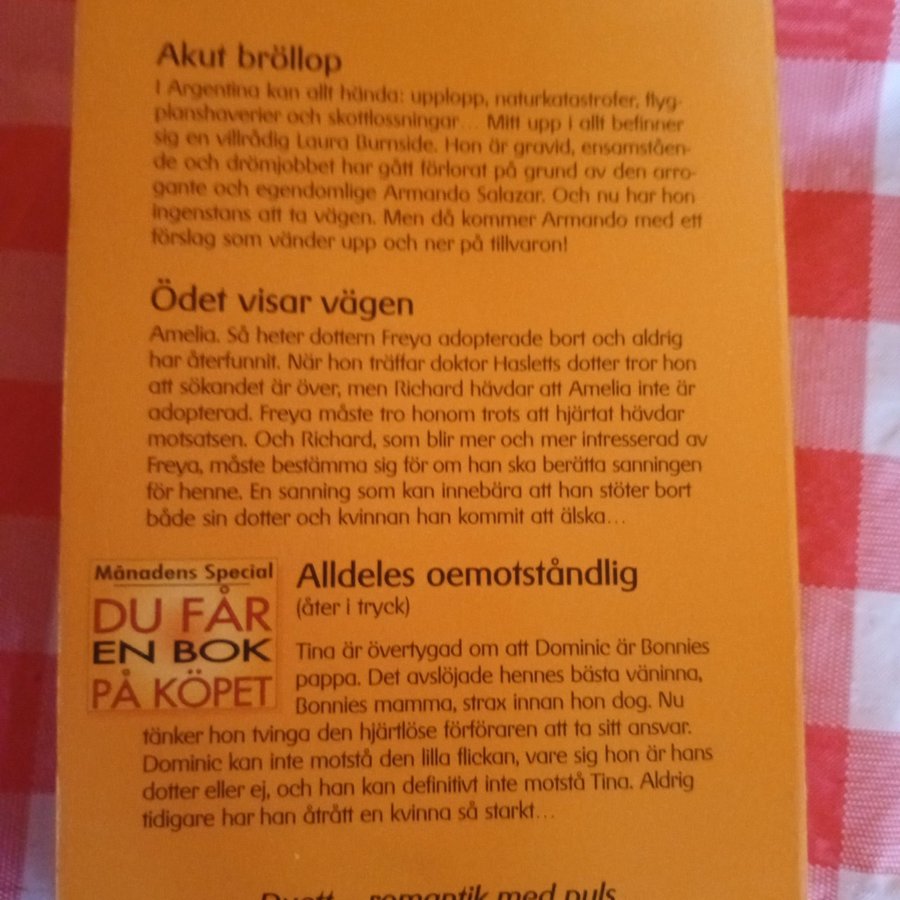 Akut bröllop
I Argentina kan allt hända: upplopp, naturkatastrofer, flyg-
planshaverier och skottlossningar... Mitt upp i allt befinner
sig en villrådig Laura Burnside. Hon är gravid, ensamståen-
de och drömjobbet har gått förlorat på grund av den arro-
gante och egendomlige Armando Salazar. Och nu har hon
ingenstans att ta vägen. Men då kommer Armando med ett
förslag som vänder upp och ner på tillvaron!
Ödet visar vägen
Amelia. Så heter dottern Freya adopterade bort och aldrig
har återfunnit. När hon träffar doktor Hasletts dotter tror hon
att sökandet är över, men Richard hävdar att Amelia inte är
adopterad. Freya måste tro honom trots att hjärtat hävdar
motsatsen. Och Richard, som blir mer och mer intresserad av
Freya, måste bestämma sig för om han ska berätta sanningen
för henne. En sanning som kan innebära att han stöter bort
både sin dotter och kvinnan han kommit att älska...
Månadens Special
DU FÅR
EN BOK
PÅ KÖPET
Alldeles oemotståndlig
(åter i tryck)
Tina är övertygad om att Dominic är Bonnies
pappa. Det avslöjade hennes bästa väninna,
Bonnies mamma, strax innan hon dog. Nu
tänker hon tvinga den hjärtlöse förföraren att ta sitt ansvar.
Dominic kan inte motstå den lilla flickan, vare sig hon är hans
dotter eller ej, och han kan definitivt inte motstå Tina. Aldrig
tidigare har han åtrått en kvinna så starkt...
Duett – romantik med puls